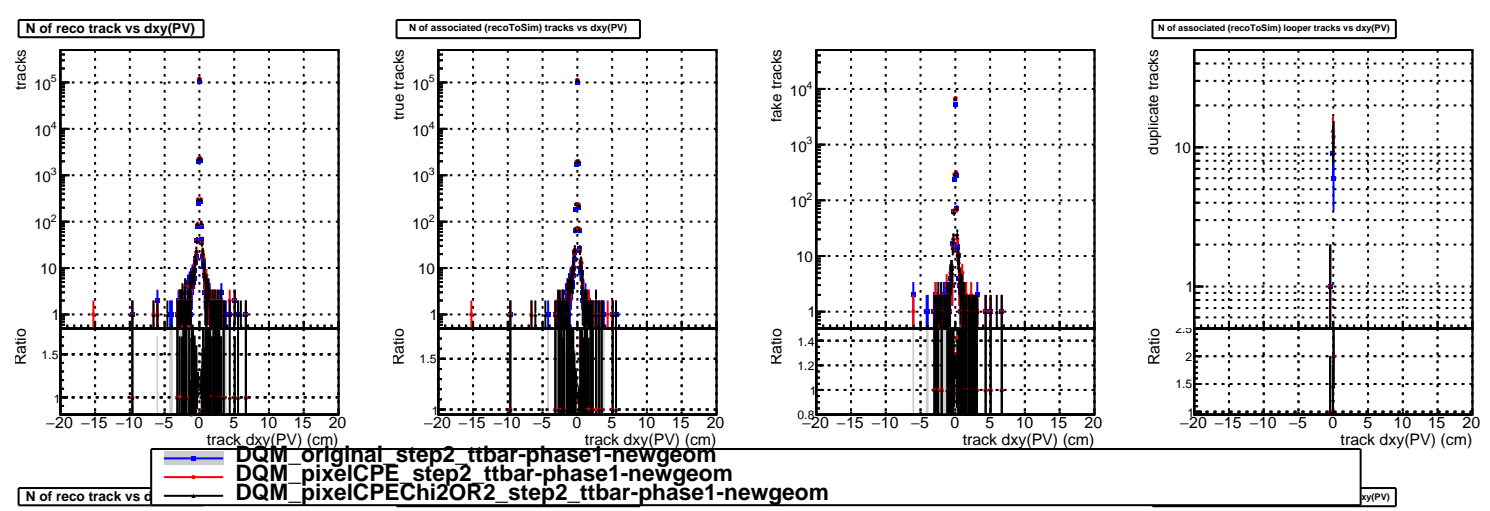 N of reco track vs dxy(PV)
N of associated (recoToSim) tracks vs dxy(PV)
N of associated (recoToSim) looper tracks vs dxy(PV)
tracks
10⁵
10⁴
10³
10²
10
1
Ratio
1.5
1
−20 −15 −10 −5 0 5 10 15 20
track dxy(PV) (cm)
true tracks
10⁵
10⁴
10³
10²
10
1
Ratio
1.5
1
−20 −15 −10 −5 0 5 10 15 20
track dxy(PV) (cm)
fake tracks
10⁴
10³
10²
10
1
Ratio
1.4
1.2
1
0.8
−20 −15 −10 −5 0 5 10 15 20
track dxy(PV) (cm)
duplicate tracks
10
1
Ratio
2.5
2
1.5
1
−20 −15 −10 −5 0 5 10 15 20
track dxy(PV) (cm)
DQM_original_step2_ttbar-phase1-newgeom
DQM_pixelCPE_step2_ttbar-phase1-newgeom
DQM_pixelCPEChi2OR2_step2_ttbar-phase1-newgeom
N of reco track vs d
xy(PV)